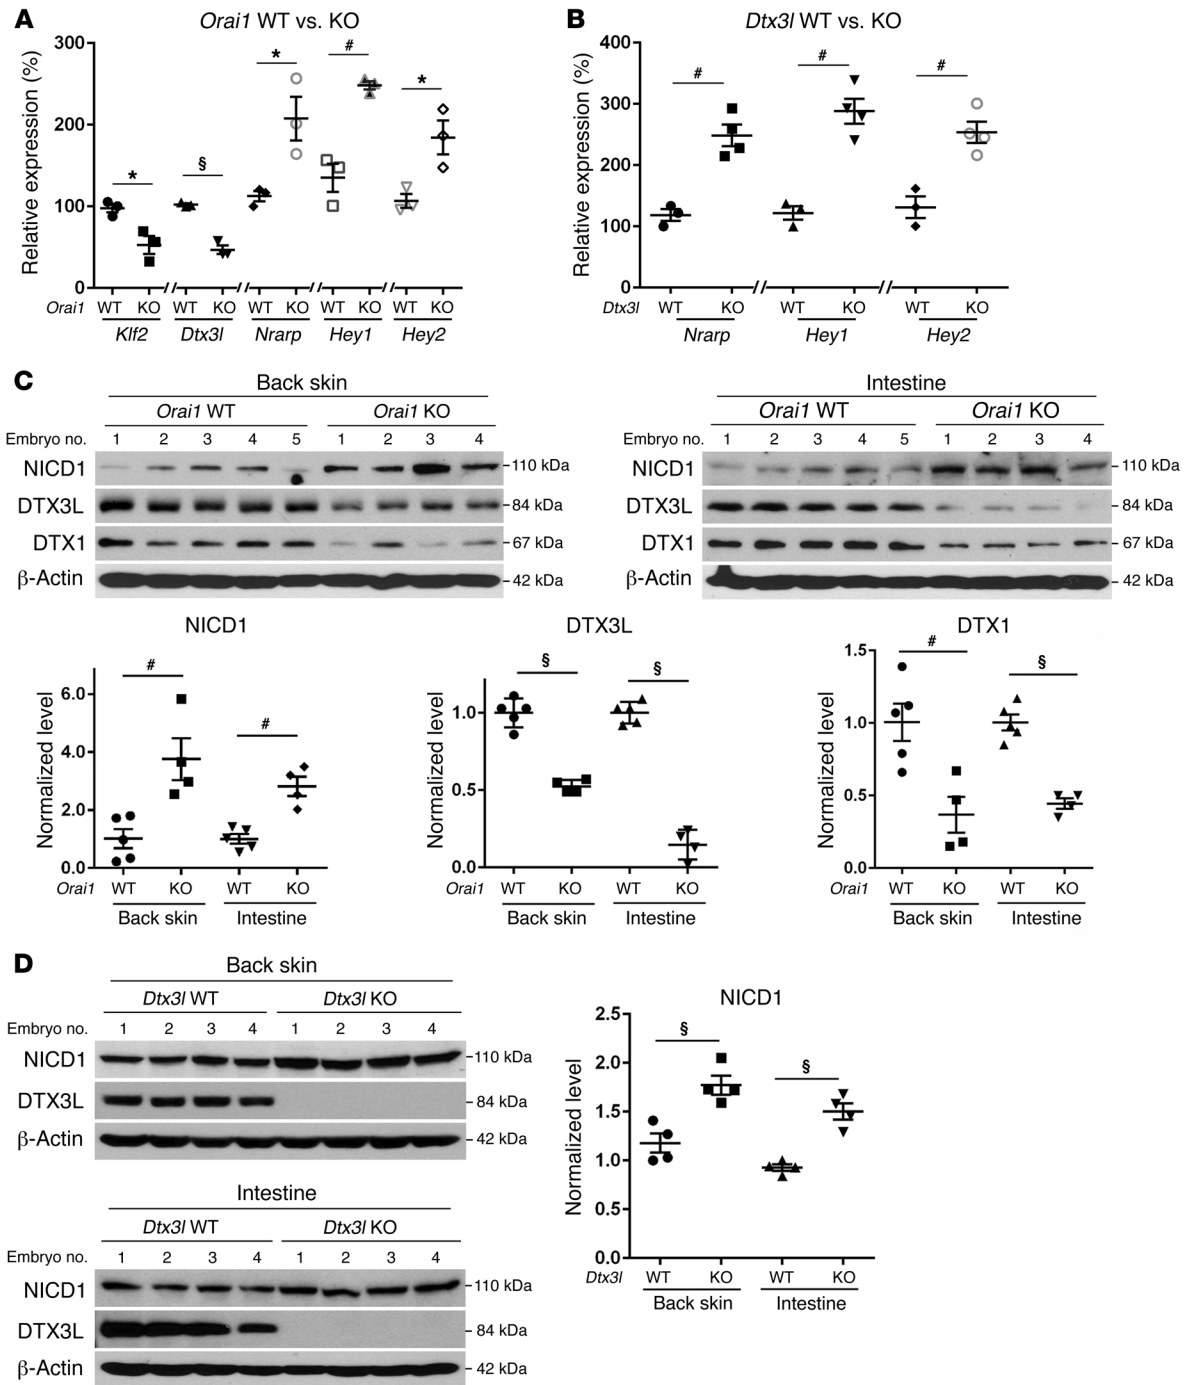 A
Orai1 WT vs. KO
Relative expression (%)
300
200
100
0
* § * # *
Orai1 WT KO WT KO WT KO WT KO WT KO
Klf2 Dtx3l Nrarp Hey1 Hey2
B
Dtx3l WT vs. KO
Relative expression (%)
400
300
200
100
0
# # #
Dtx3l WT KO WT KO WT KO
Nrarp Hey1 Hey2
C
Back skin
Orai1 WT Orai1 KO
Embryo no. 1 2 3 4 5 1 2 3 4
NICD1 110 kDa
DTX3L 84 kDa
DTX1 67 kDa
β-Actin 42 kDa
Intestine
Orai1 WT Orai1 KO
Embryo no. 1 2 3 4 5 1 2 3 4
NICD1 110 kDa
DTX3L 84 kDa
DTX1 67 kDa
β-Actin 42 kDa
NICD1
Normalized level
6.0
4.0
2.0
0.0
# #
Orai1 WT KO WT KO
Back skin Intestine
DTX3L
Normalized level
1.0
0.5
0.0
§ §
Orai1 WT KO WT KO
Back skin Intestine
DTX1
Normalized level
1.5
1.0
0.5
0.0
# §
Orai1 WT KO WT KO
Back skin Intestine
D
Back skin
Dtx3l WT Dtx3l KO
Embryo no. 1 2 3 4 1 2 3 4
NICD1 110 kDa
DTX3L 84 kDa
β-Actin 42 kDa
Intestine
Dtx3l WT Dtx3l KO
Embryo no. 1 2 3 4 1 2 3 4
NICD1 110 kDa
DTX3L 84 kDa
β-Actin 42 kDa
NICD1
Normalized level
2.5
2.0
1.5
1.0
0.5
0.0
§ §
Dtx3l WT KO WT KO
Back skin Intestine